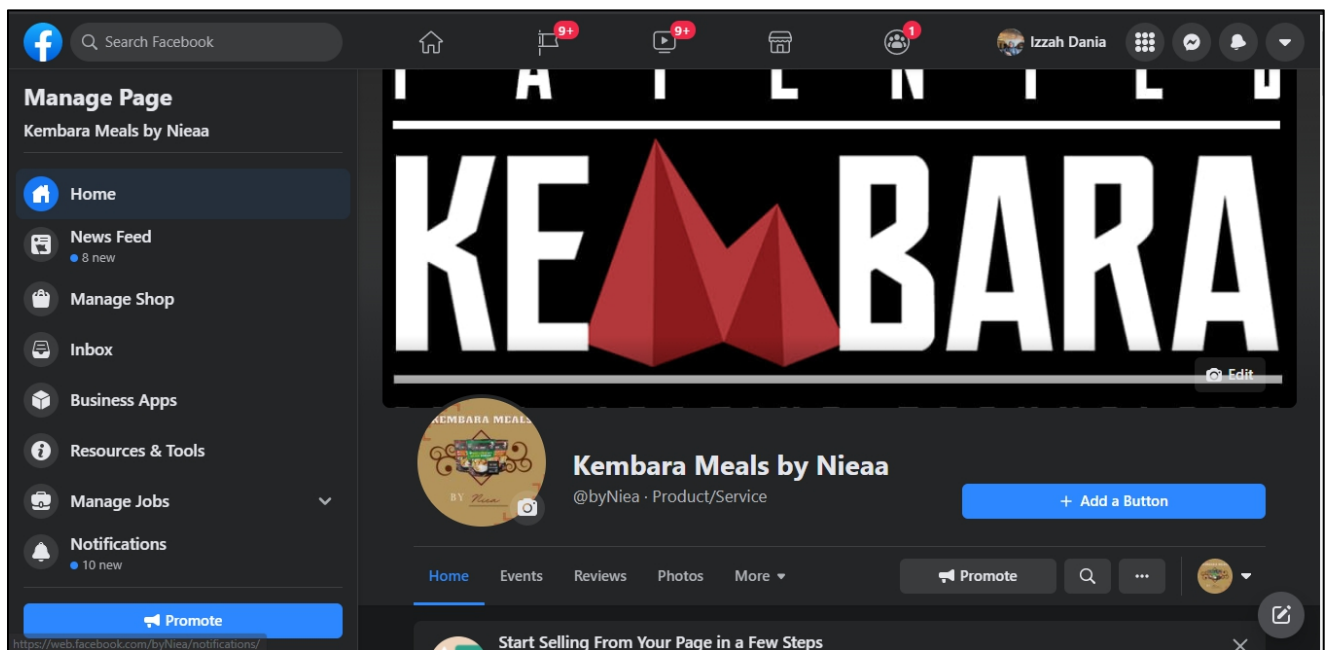 Search Facebook
9+
9+
1
Izzah Dania
Manage Page
Kembara Meals by Nieaa
Home
News Feed
8 new
Manage Shop
Inbox
Business Apps
Resources & Tools
Manage Jobs
Notifications
10 new
Promote
https://web.facebook.com/byNiea/notifications/
KEMBARA
Edit
KEMBARA MEALS
BY Niea
Kembara Meals by Nieaa
@byNiea · Product/Service
+ Add a Button
Home Events Reviews Photos More
Promote
Start Selling From Your Page in a Few Steps